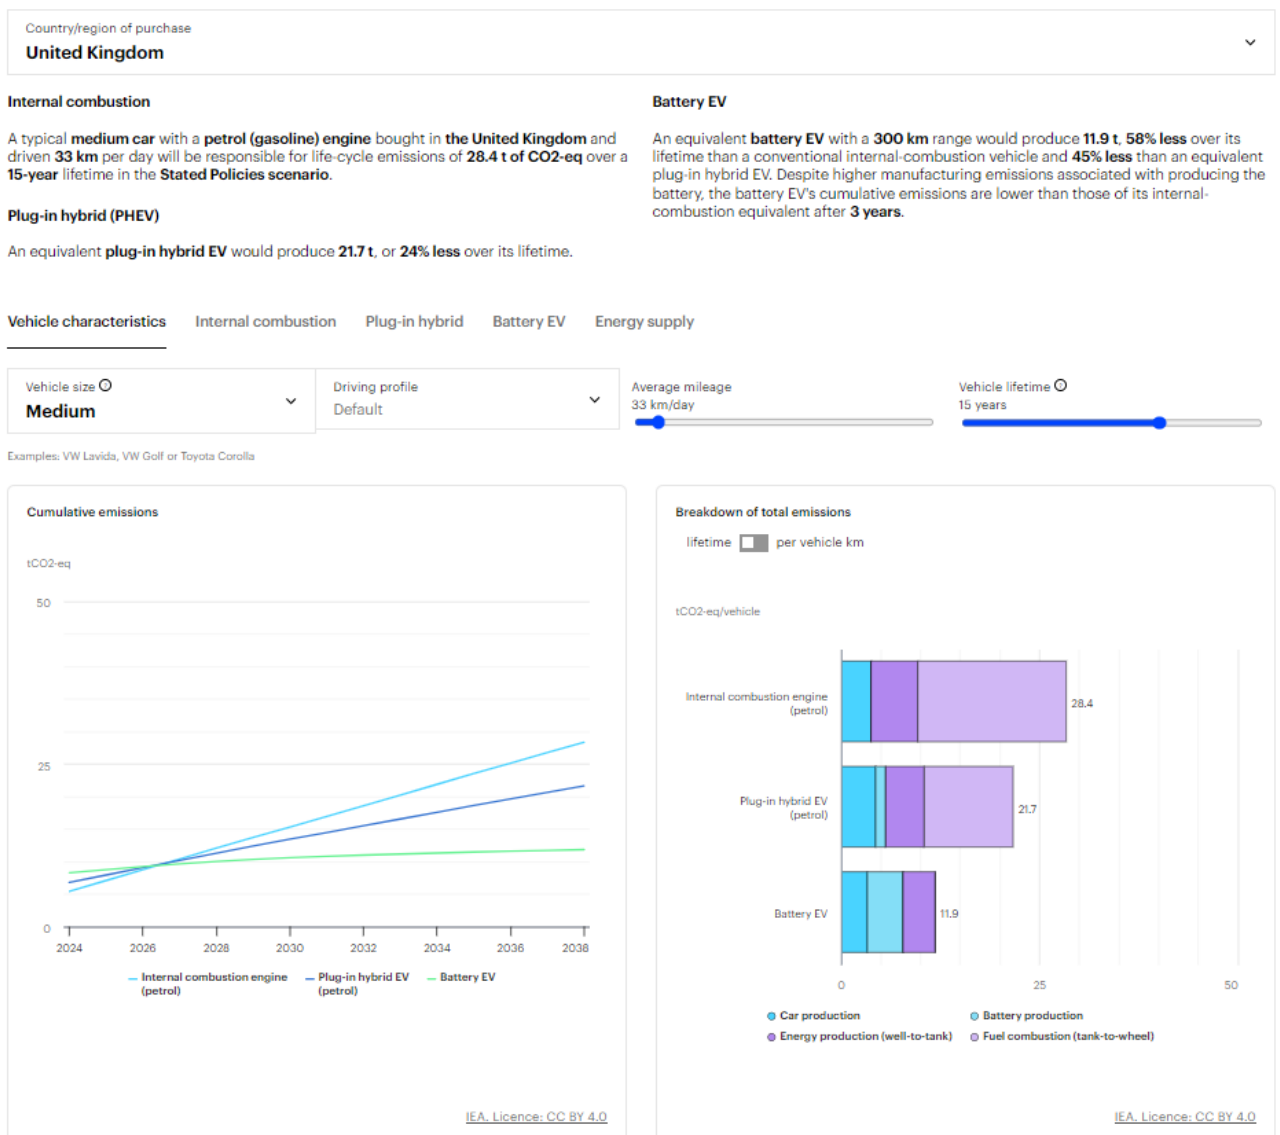 Country/region of purchase
United Kingdom
Internal combustion
A typical medium car with a petrol (gasoline) engine bought in the United Kingdom and
driven 33 km per day will be responsible for life-cycle emissions of 28.4 t of CO2-eq over a
15-year lifetime in the Stated Policies scenario.
Plug-in hybrid (PHEV)
An equivalent plug-in hybrid EV would produce 21.7 t, or 24% less over its lifetime.
Battery EV
An equivalent battery EV with a 300 km range would produce 11.9 t, 58% less over its
lifetime than a conventional internal-combustion vehicle and 45% less than an equivalent
plug-in hybrid EV. Despite higher manufacturing emissions associated with producing the
battery, the battery EV's cumulative emissions are lower than those of its internal-
combustion equivalent after 3 years.
Vehicle characteristics
Internal combustion
Plug-in hybrid
Battery EV
Energy supply
Vehicle size
Medium
Driving profile
Default
Average mileage
33 km/day
Vehicle lifetime
15 years
Examples: VW Lavida, VW Golf or Toyota Corolla
Cumulative emissions
tCO2-eq
50
25
0
2024
2026
2028
2030
2032
2034
2036
2038
Internal combustion engine
(petrol)
Plug-in hybrid EV
(petrol)
Battery EV
IEA. Licence: CC BY 4.0
Breakdown of total emissions
lifetime
per vehicle km
tCO2-eq/vehicle
Internal combustion engine
(petrol)
28.4
Plug-in hybrid EV
(petrol)
21.7
Battery EV
11.9
0
25
50
Car production
Battery production
Energy production (well-to-tank)
Fuel combustion (tank-to-wheel)
IEA. Licence: CC BY 4.0